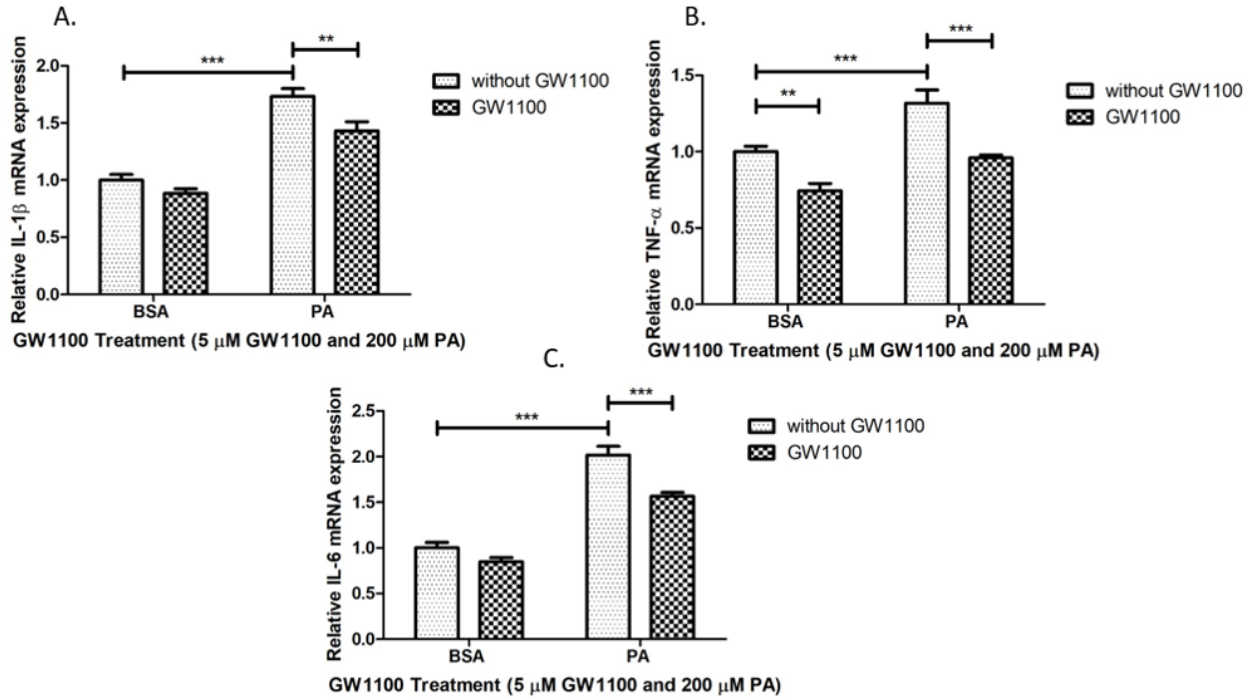 A.
Relative IL-1β mRNA expression
2.0
1.5
1.0
0.5
0.0
***
**
without GW1100
GW1100
BSA
PA
GW1100 Treatment (5 μM GW1100 and 200 μM PA)
B.
Relative TNF-α mRNA expression
1.5
1.0
0.5
0.0
**
***
***
without GW1100
GW1100
BSA
PA
GW1100 Treatment (5 μM GW1100 and 200 μM PA)
C.
Relative IL-6 mRNA expression
2.5
2.0
1.5
1.0
0.5
0.0
***
***
without GW1100
GW1100
BSA
PA
GW1100 Treatment (5 μM GW1100 and 200 μM PA)